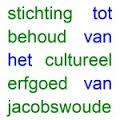 stichting tot
behoud van
het cultureel
erfgoed van
jacobswoude